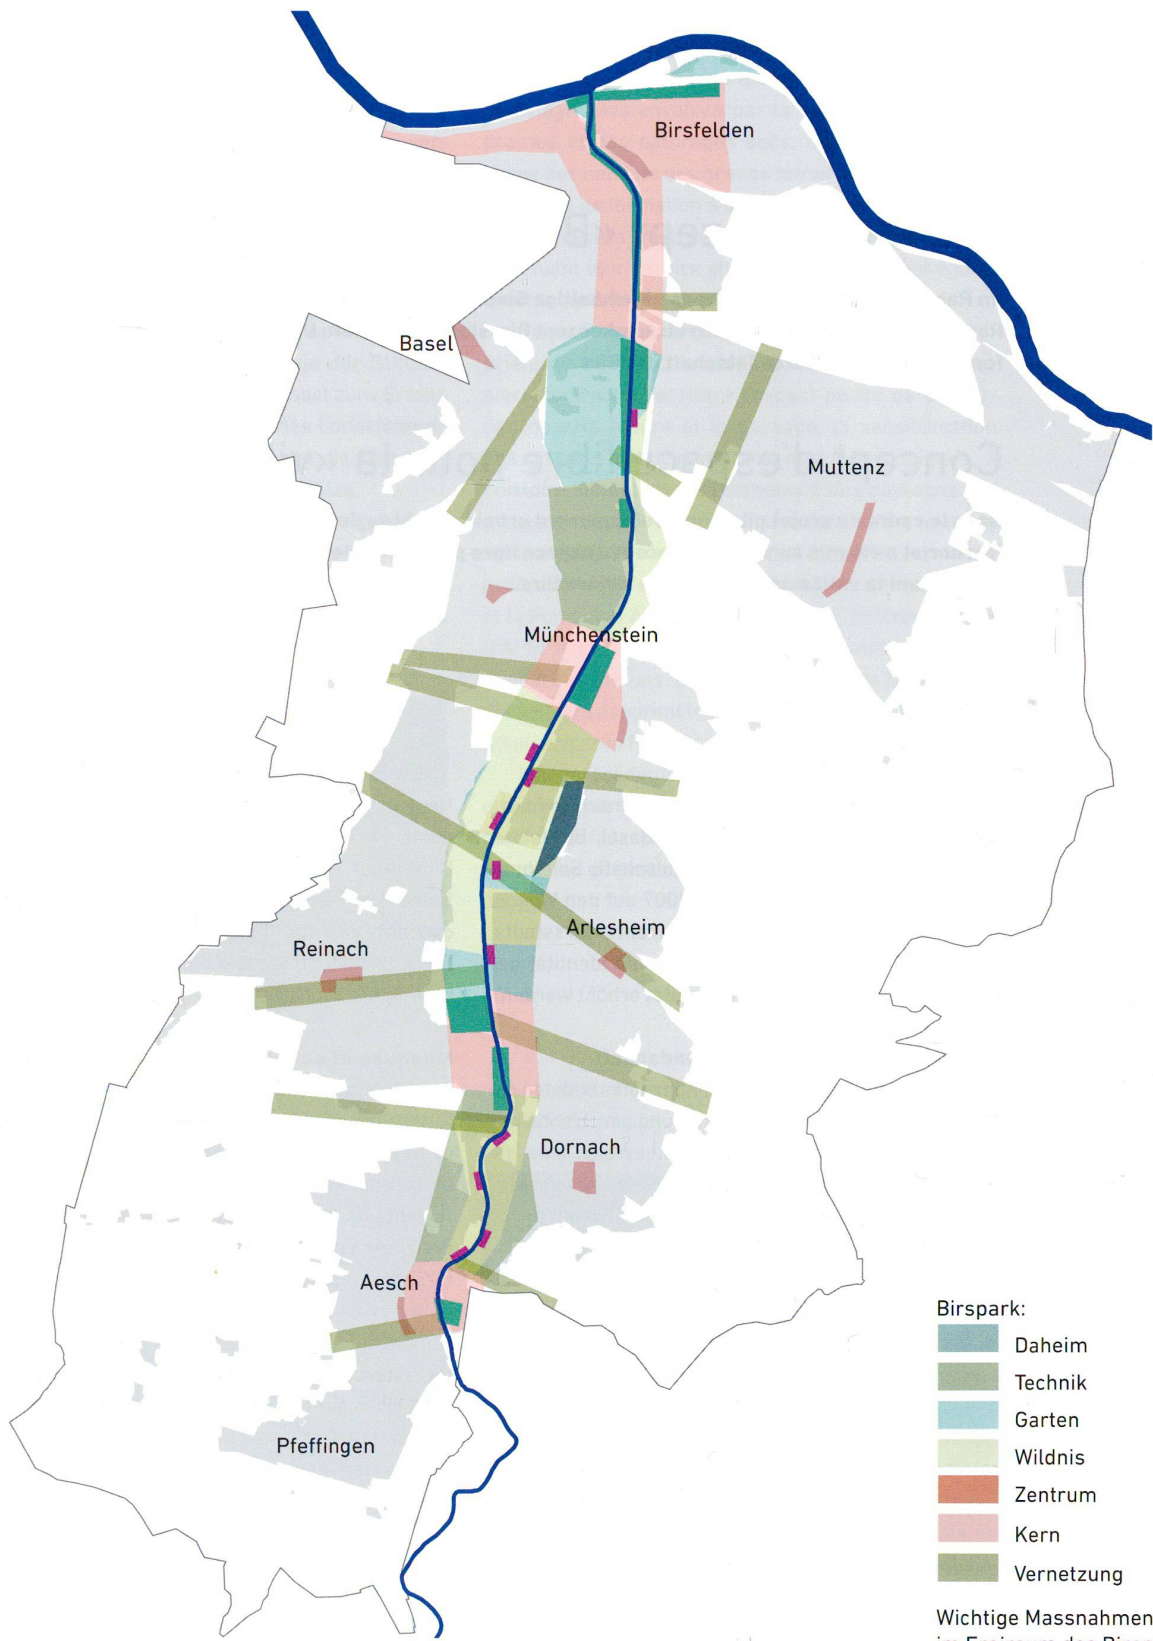 Birsfelden
Basel
Muttenz
Münchenstein
Arlesheim
Reinach
Dornach
Aesch
Pfeffingen
Birspark:
Daheim
Technik
Garten
Wildnis
Zentrum
Kern
Vernetzung
Wichtige Massnahmen